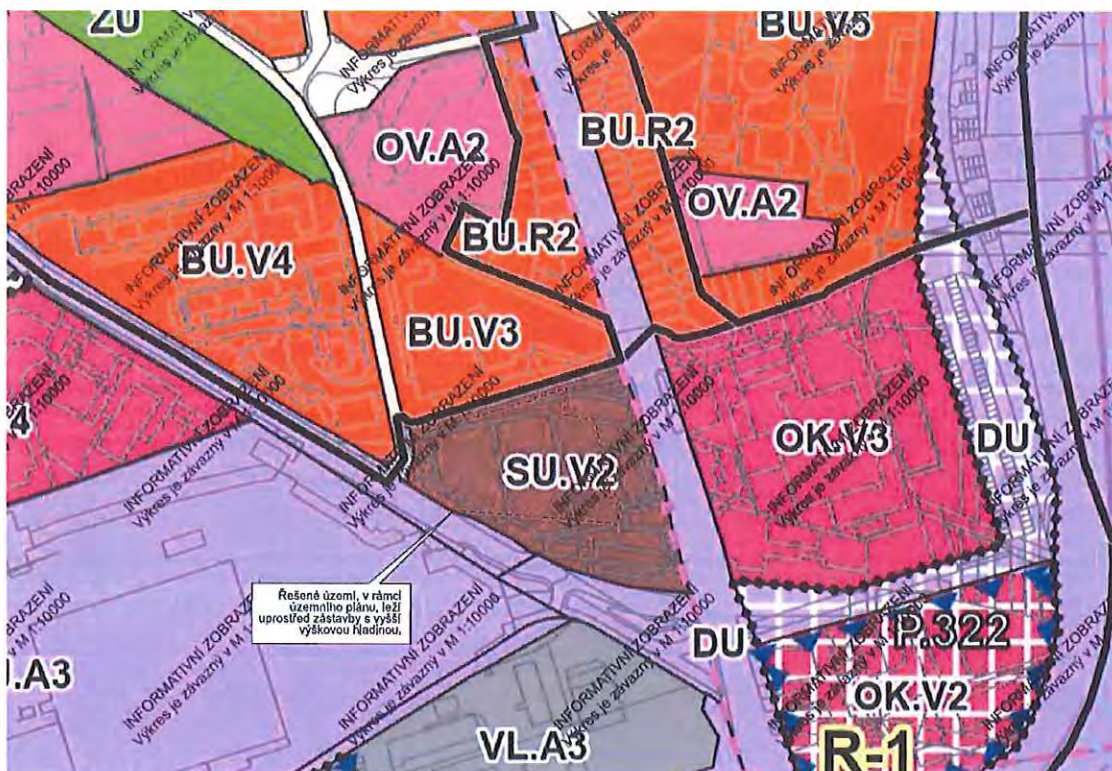 ZU
BU.V5
OV.A2
BU.R2
OV.A2
BU.R2
BU.V4
BU.V3
OK.V3
DU
SU.V2
Řešené území, v rámci
územního plánu, leží
uprostřed zástavby s vyšší
výškovou hladinou,
DU
P.322
OK.V2
VL.A3
R-1
.A3
4
INFORMATIVNÍ ZOBRAZENÍ
Výkres je závazný v M 1:10000